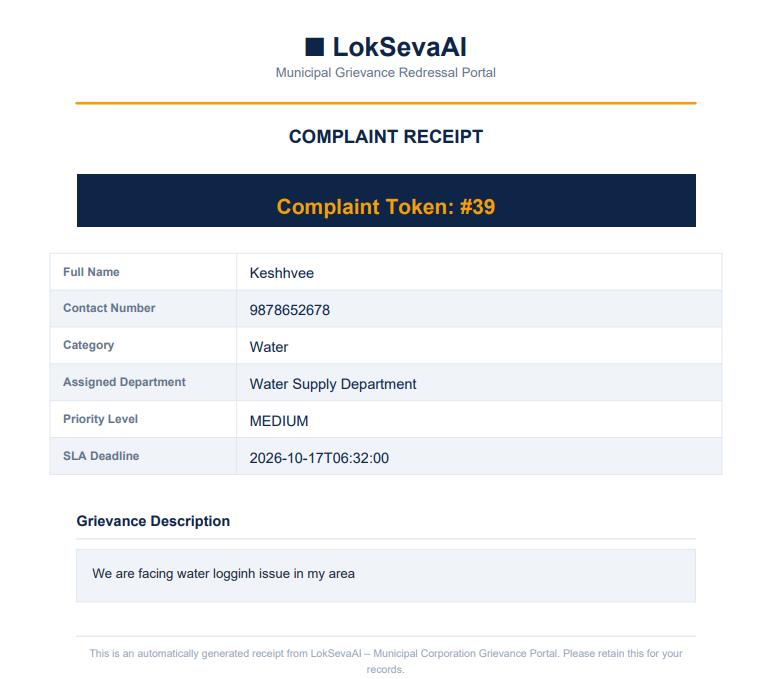 ■ LokSevaAI
Municipal Grievance Redressal Portal
COMPLAINT RECEIPT
Complaint Token: #39
Full Name Keshhvee
Contact Number 9878652678
Category Water
Assigned Department Water Supply Department
Priority Level MEDIUM
SLA Deadline 2026-10-17T06:32:00
Grievance Description
We are facing water logginh issue in my area
This is an automatically generated receipt from LokSevaAI – Municipal Corporation Grievance Portal. Please retain this for your
records.